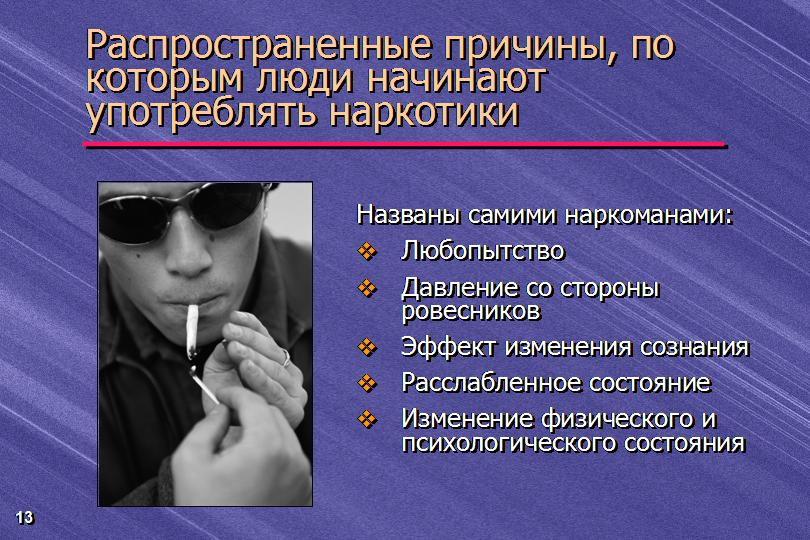 Распространенные причины, по
которым люди начинают
употреблять наркотики
Названы самими наркоманами:
Любопытство
Давление со стороны
ровесников
Эффект изменения сознания
Расслабленное состояние
Изменение физического и
психологического состояния
13